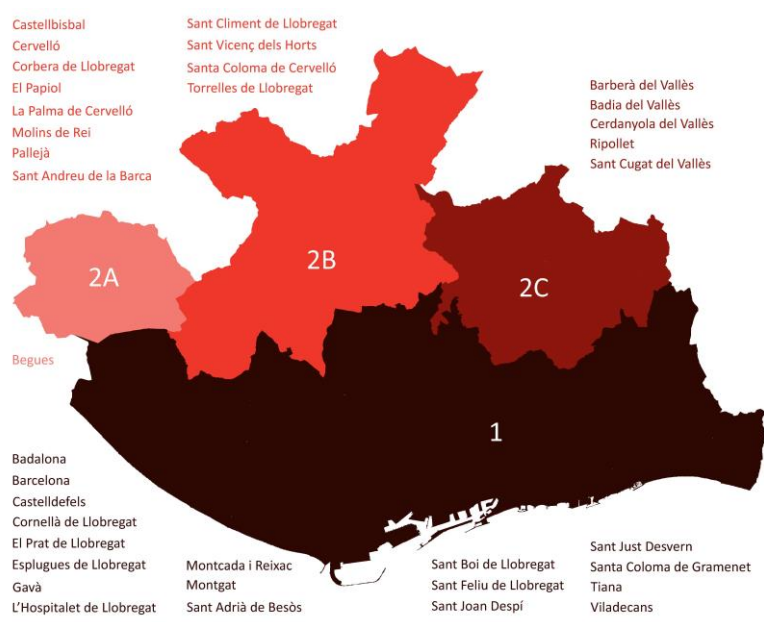 Castellbisbal
Cervelló
Corbera de Llobregat
El Papiol
La Palma de Cervelló
Molins de Rei
Pallejà
Sant Andreu de la Barca
Sant Climent de Llobregat
Sant Vicenç dels Horts
Santa Coloma de Cervelló
Torrelles de Llobregat
Barberà del Vallès
Badia del Vallès
Cerdanyola del Vallès
Ripollet
Sant Cugat del Vallès
2A
2B
2C
Begues
1
Badalona
Barcelona
Castelldefels
Cornellà de Llobregat
El Prat de Llobregat
Esplugues de Llobregat
Gavà
L'Hospitalet de Llobregat
Montcada i Reixac
Montgat
Sant Adrià de Besòs
Sant Boi de Llobregat
Sant Feliu de Llobregat
Sant Joan Despí
Sant Just Desvern
Santa Coloma de Gramenet
Tiana
Viladecans